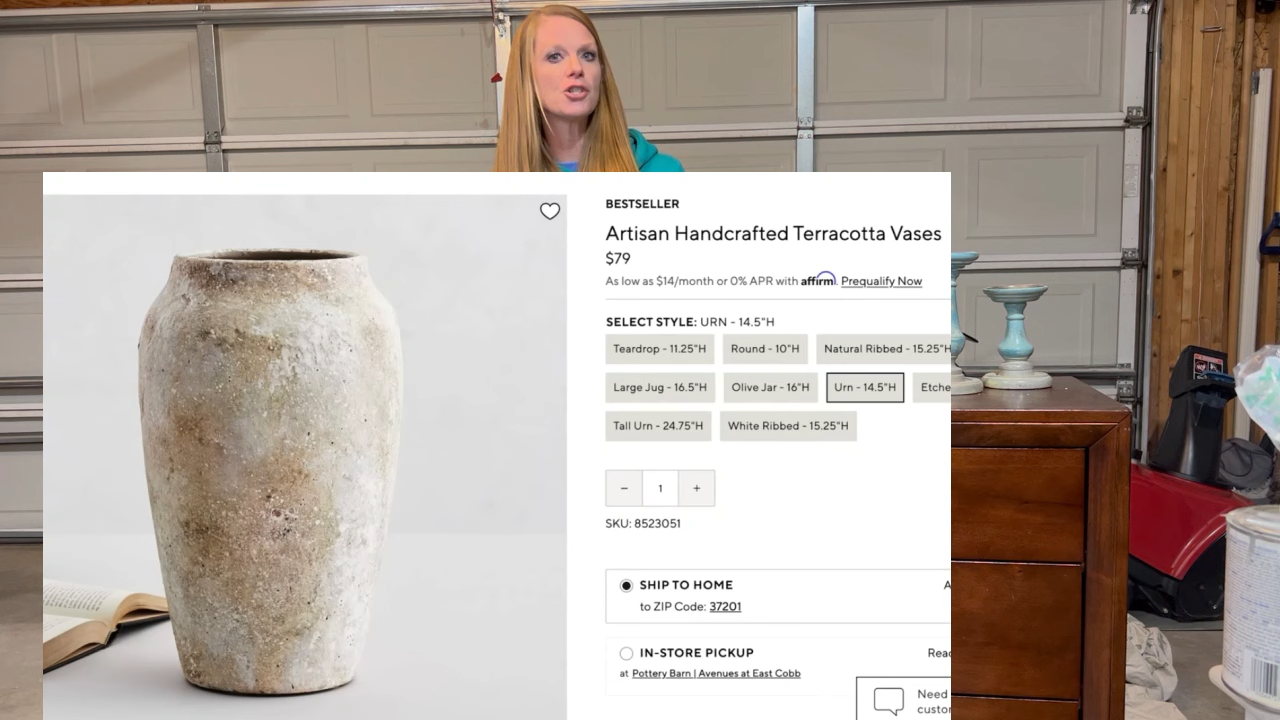 BESTSELLER
Artisan Handcrafted Terracotta Vases
$79
As low as $14/month or 0% APR with affirm. Prequalify Now
SELECT STYLE: URN - 14.5"H
Teardrop - 11.25"H Round - 10"H Natural Ribbed - 15.25"H
Large Jug - 16.5"H Olive Jar - 16"H Urn - 14.5"H Etche
Tall Urn - 24.75"H White Ribbed - 15.25"H
− 1 +
SKU: 8523051
SHIP TO HOME A
to ZIP Code: 37201
IN-STORE PICKUP Rea
at Pottery Barn | Avenues at East Cobb
Need
custor